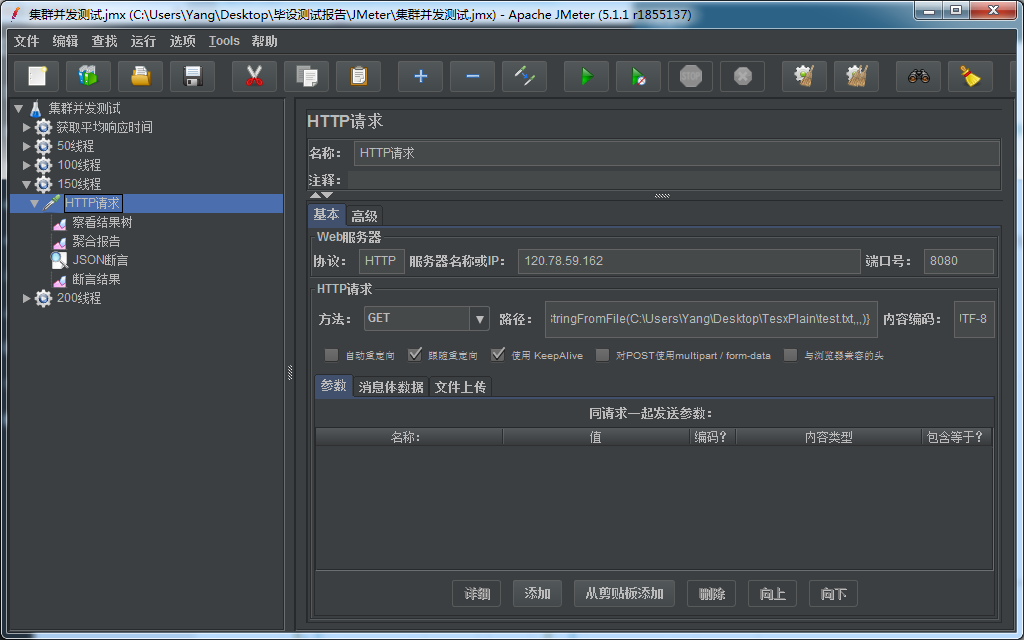 集群并发测试.jmx (C:\Users\Yang\Desktop\毕设测试报告\JMeter\集群并发测试.jmx) - Apache JMeter (5.1.1 r1855137)
文件 编辑 查找 运行 选项 Tools 帮助
STOP
集群并发测试
获取平均响应时间
50线程
100线程
150线程
HTTP请求
察看结果树
聚合报告
JSON断言
断言结果
200线程
HTTP请求
名称： HTTP请求
注释：
基本 高级
Web服务器
协议： HTTP 服务器名称或IP： 120.78.59.162 端口号： 8080
HTTP请求
方法： GET 路径： StringFromFile(C:\Users\Yang\Desktop\TesxPlain\test.txt,,,)} 内容编码： UTF-8
自动重定向 跟随重定向 使用 KeepAlive 对POST使用multipart / form-data 与浏览器兼容的头
参数 消息体数据 文件上传
同请求一起发送参数：
名称： 值 编码？ 内容类型 包含等于？
详细 添加 从剪贴板添加 删除 向上 向下